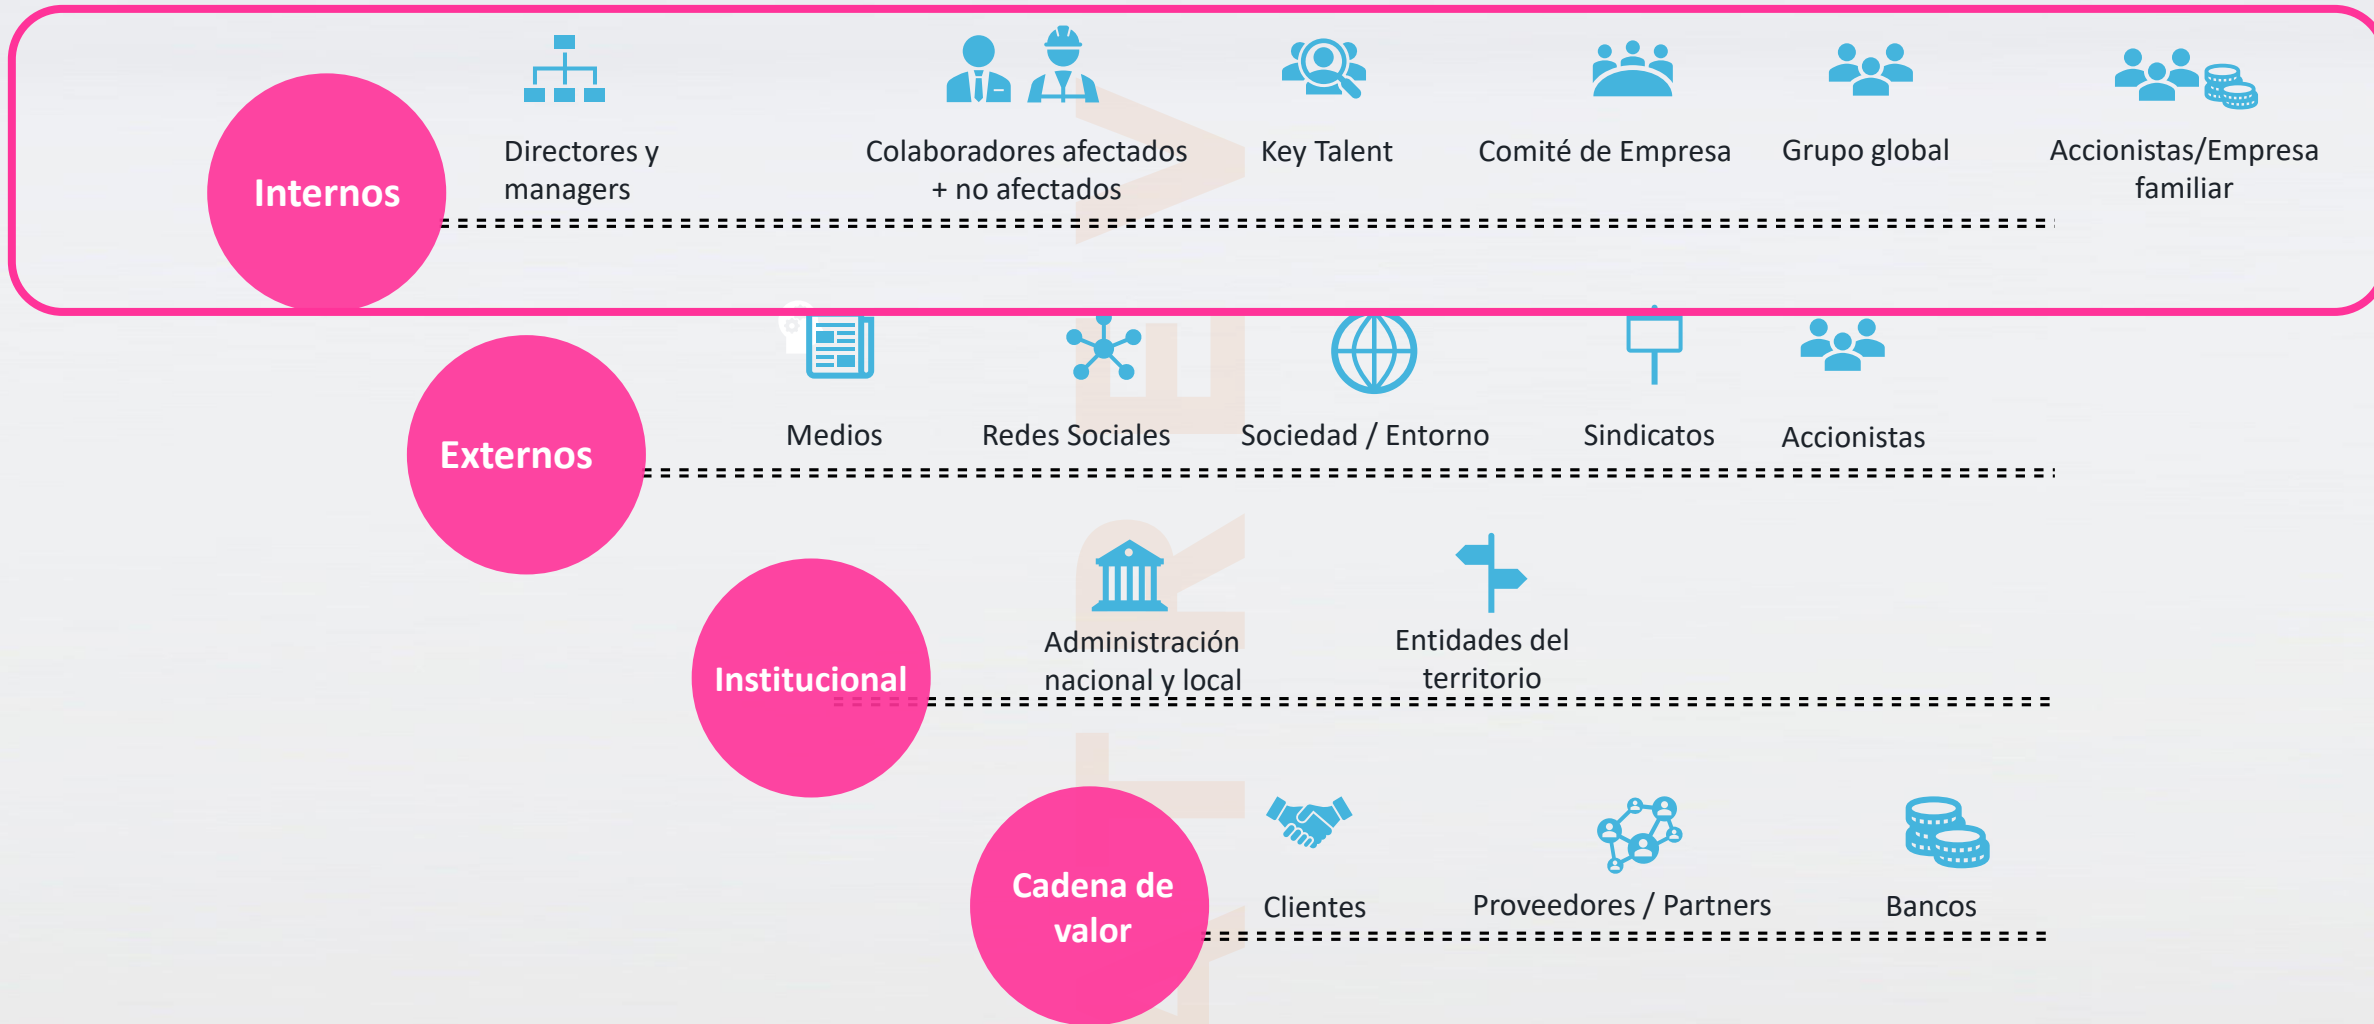 Internos
Directores y
managers
Colaboradores afectados
+ no afectados
Key Talent
Comité de Empresa
Grupo global
Accionistas/Empresa
familiar
Externos
Medios
Redes Sociales
Sociedad / Entorno
Sindicatos
Accionistas
Institucional
Administración
nacional y local
Entidades del
territorio
Cadena de
valor
Clientes
Proveedores / Partners
Bancos